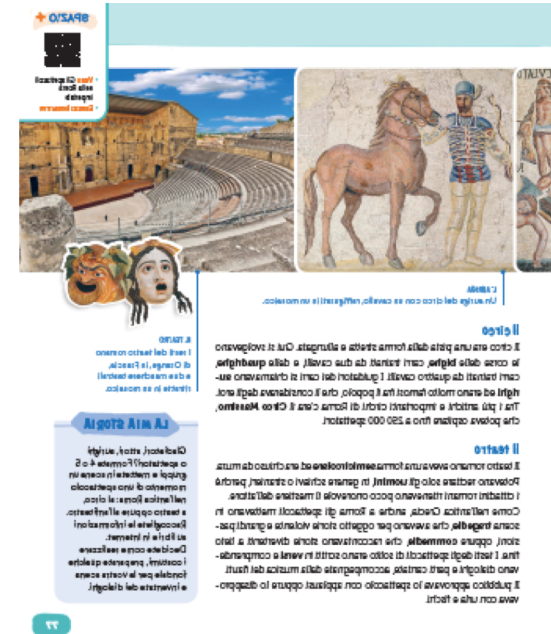 SPAZIO +
• Verso Gli spettacoli
nella Roma
imperiale
• Esercizi interattivi
L'AURIGA
Un auriga del circo con un cavallo, raffigurati in un mosaico.
IL TEATRO
I resti del teatro romano
di Orange, in Francia,
e due maschere teatrali
ritratte in un mosaico.
Il circo
Il circo era una pista dalla forma stretta e allungata. Qui si svolgevano
le corse delle bighe, carri trainati da due cavalli, e delle quadrighe,
carri trainati da quattro cavalli. I guidatori dei carri si chiamavano au-
righi ed erano molto famosi tra il popolo, che li considerava degli eroi.
Tra i più antichi e importanti circhi di Roma c'era il Circo Massimo,
che poteva ospitare fino a 250 000 spettatori.
Il teatro
Il teatro romano aveva una forma semicircolare ed era chiuso da mura.
Potevano recitare solo gli uomini, in genere schiavi o stranieri, perché
i cittadini romani ritenevano poco onorevole il mestiere dell'attore.
Come nell'antica Grecia, anche a Roma gli spettacoli mettevano in
scena tragedie, che avevano per oggetto storie violente e grandi pas-
sioni, oppure commedie, che raccontavano storie divertenti a lieto
fine. I testi degli spettacoli di solito erano scritti in versi e comprende-
vano dialoghi e parti cantate, accompagnate dalla musica dei flauti.
Il pubblico approvava lo spettacolo con applausi oppure lo disappro-
vava con urla e fischi.
LA MIA STORIA
Gladiatori, attori, aurighi
o spettatori? Formate 4 o 5
gruppi e mettete in scena un
momento di uno spettacolo
nell'antica Roma: al circo,
a teatro oppure all'anfiteatro.
Raccogliete le informazioni
su libri e in Internet.
Decidete come realizzare
i costumi, preparate qualche
fondale per la vostra scena
e inventate dei dialoghi.
77